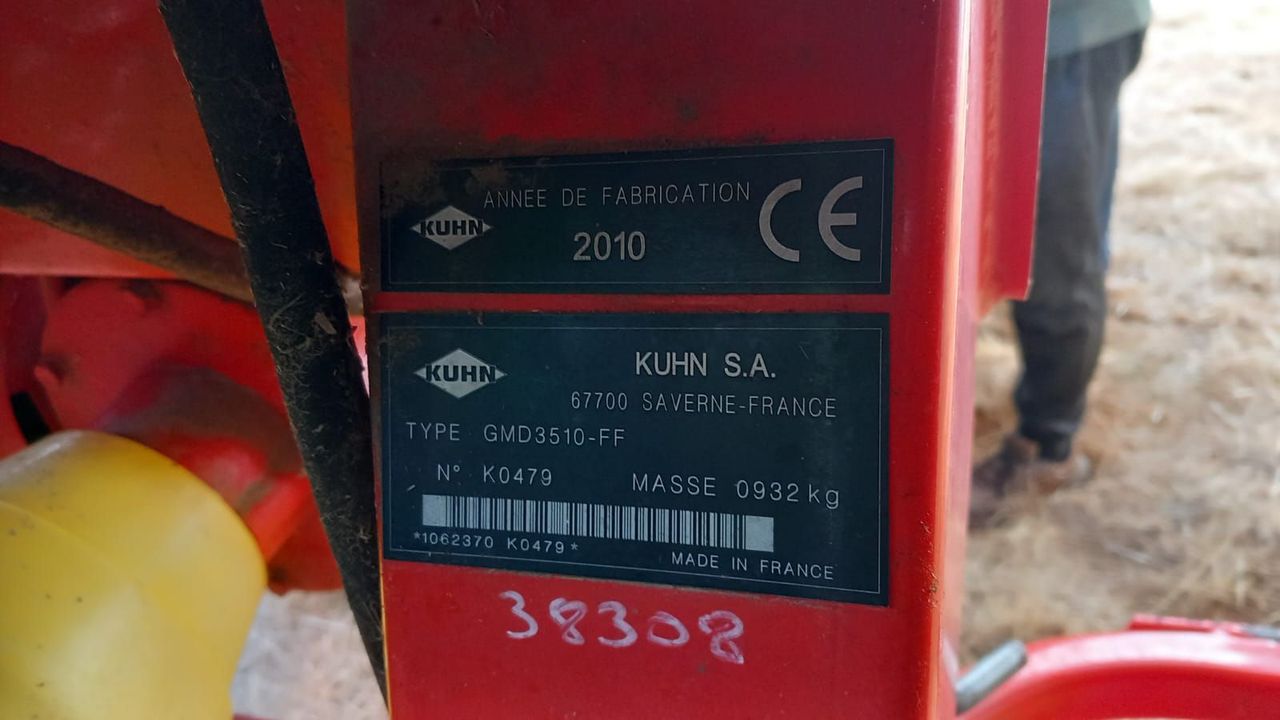 ANNEE DE FABRICATION
KUHN
2010
CE
KUHN
KUHN S.A.
67700 SAVERNE-FRANCE
TYPE GMD3510-FF
N° K0479 MASSE 0932 kg
*1062370 K0479*
MADE IN FRANCE
38308